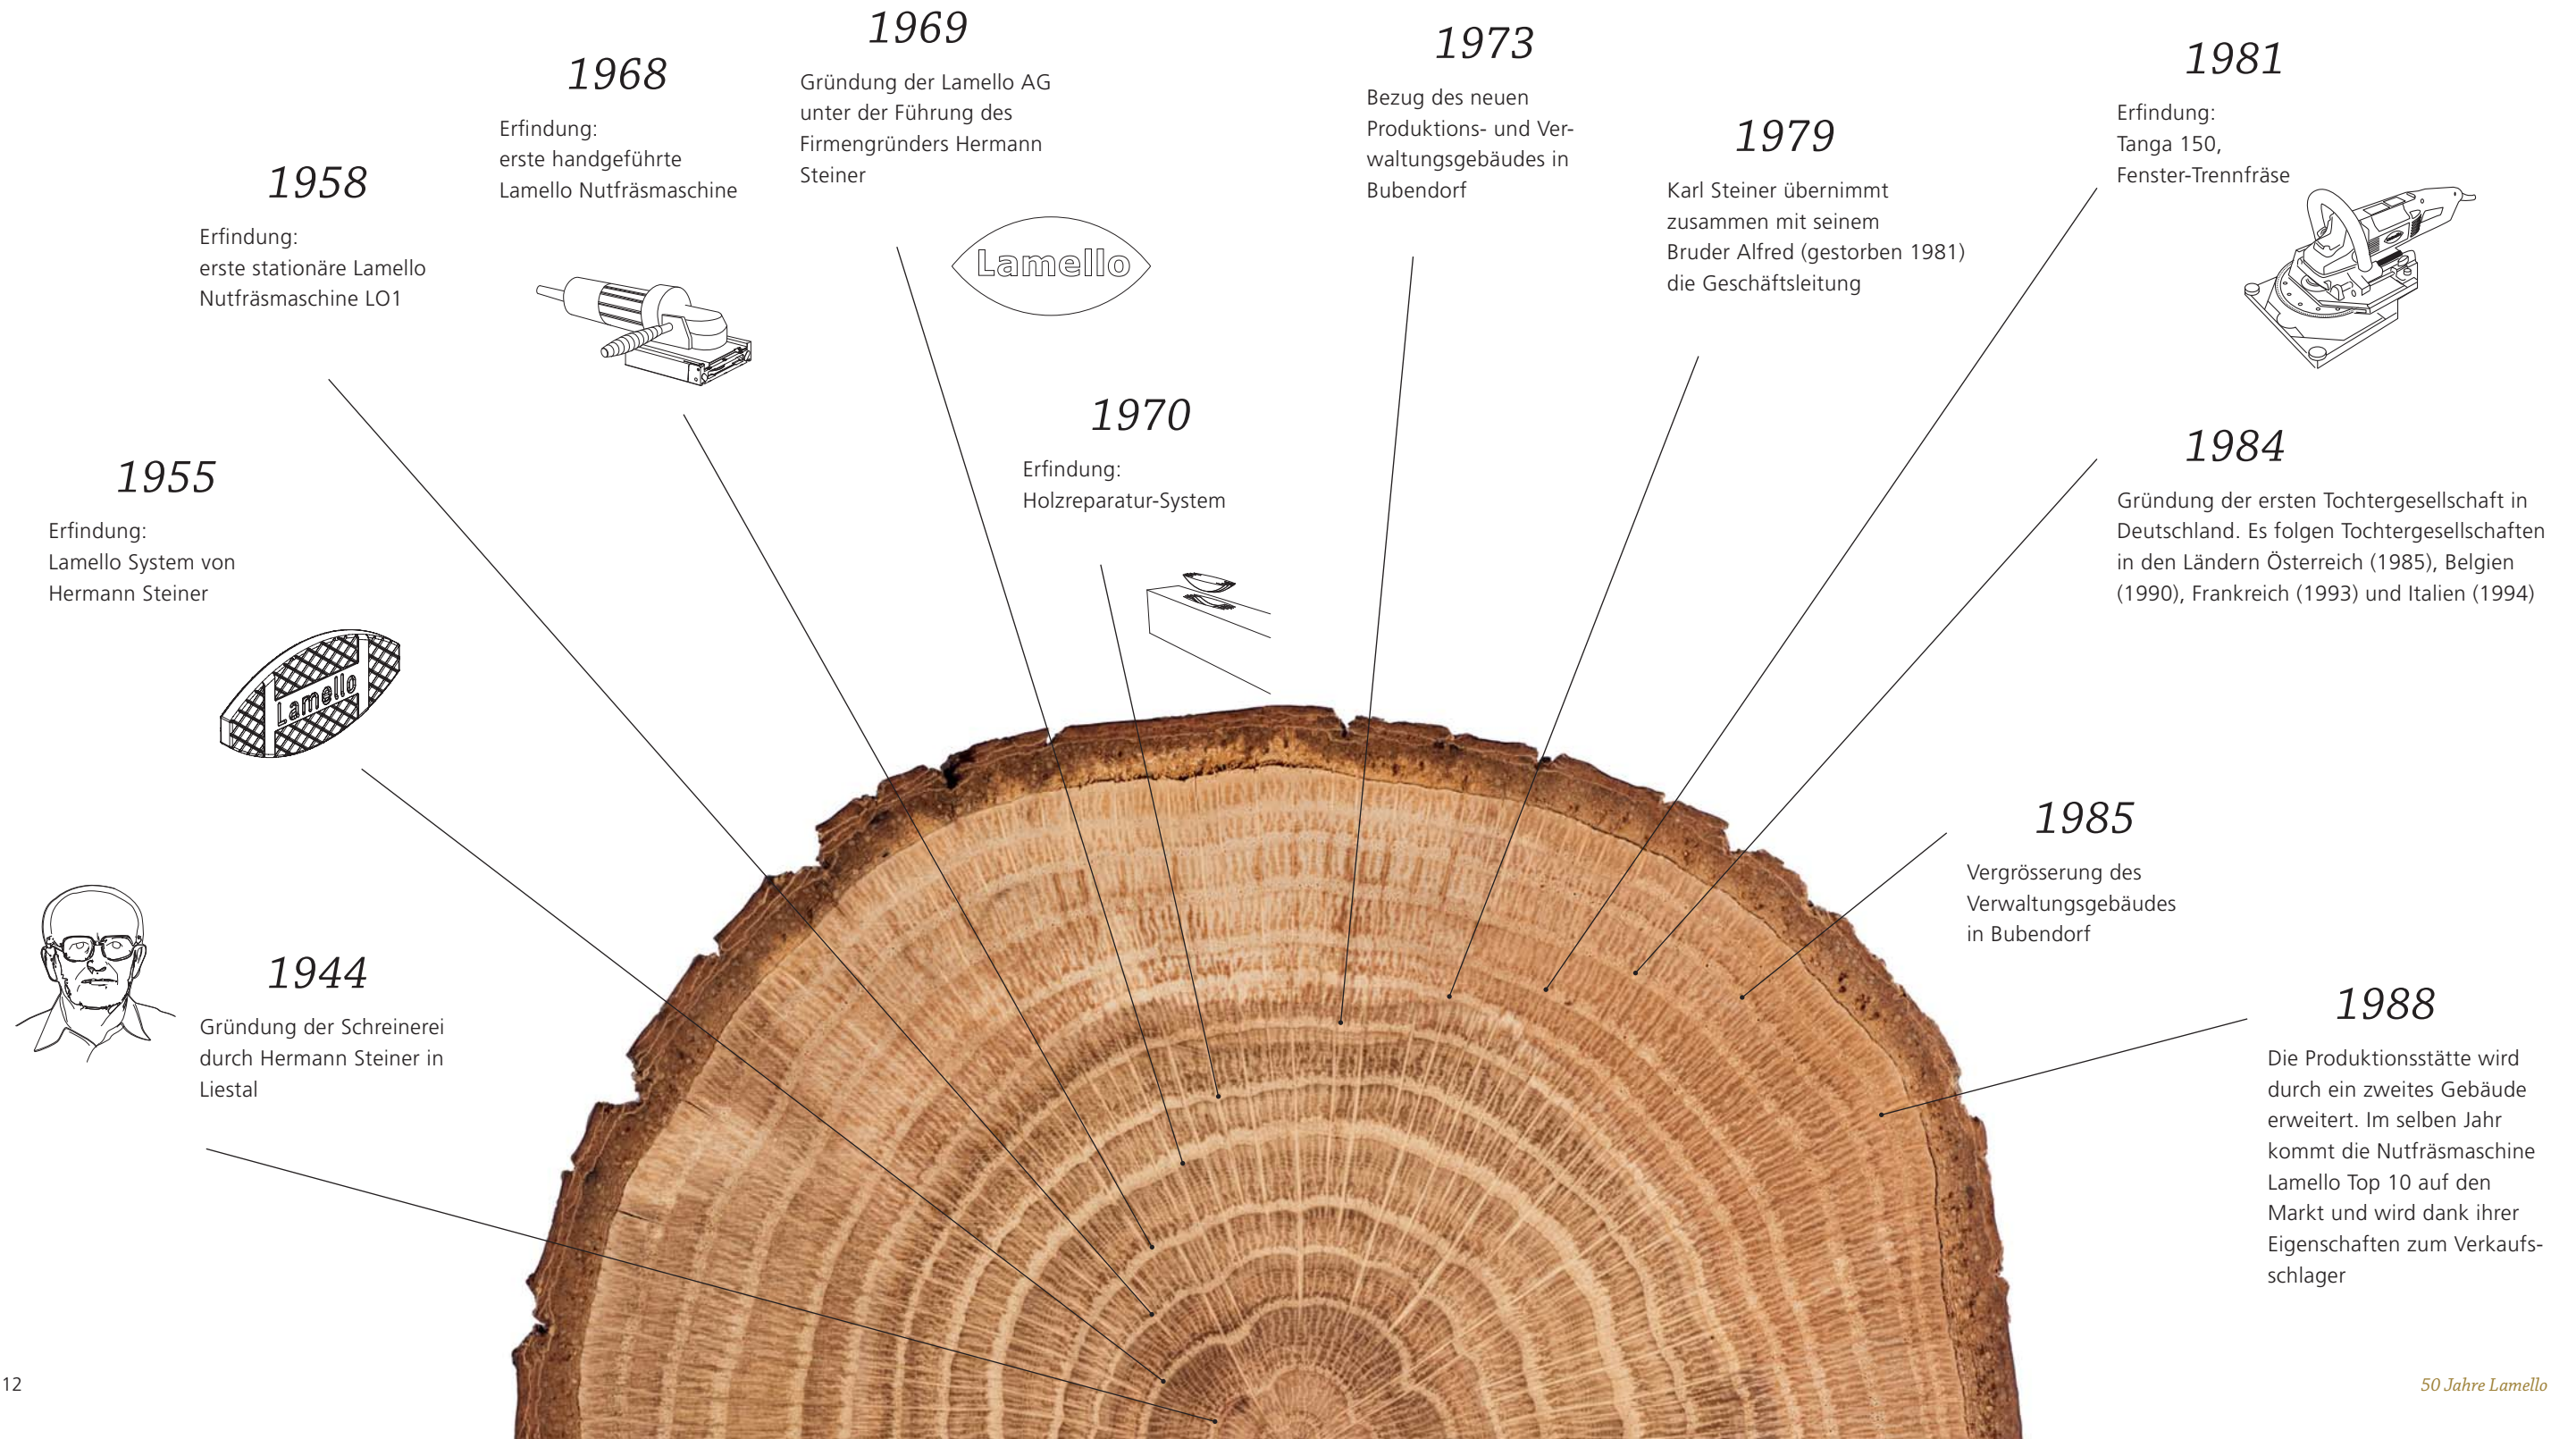 1944
Gründung der Schreinerei
durch Hermann Steiner in
Liestal
1955
Erfindung:
Lamello System von
Hermann Steiner
Lamello
1958
Erfindung:
erste stationäre Lamello
Nutfräsmaschine LO1
1968
Erfindung:
erste handgeführte
Lamello Nutfräsmaschine
1969
Gründung der Lamello AG
unter der Führung des
Firmengründers Hermann
Steiner
Lamello
1970
Erfindung:
Holzreparatur-System
1973
Bezug des neuen
Produktions- und Ver-
waltungsgebäudes in
Bubendorf
1979
Karl Steiner übernimmt
zusammen mit seinem
Bruder Alfred (gestorben 1981)
die Geschäftsleitung
1981
Erfindung:
Tanga 150,
Fenster-Trennfräse
1984
Gründung der ersten Tochtergesellschaft in
Deutschland. Es folgen Tochtergesellschaften
in den Ländern Österreich (1985), Belgien
(1990), Frankreich (1993) und Italien (1994)
1985
Vergrösserung des
Verwaltungsgebäudes
in Bubendorf
1988
Die Produktionsstätte wird
durch ein zweites Gebäude
erweitert. Im selben Jahr
kommt die Nutfräsmaschine
Lamello Top 10 auf den
Markt und wird dank ihrer
Eigenschaften zum Verkaufs-
schlager
12
50 Jahre Lamello